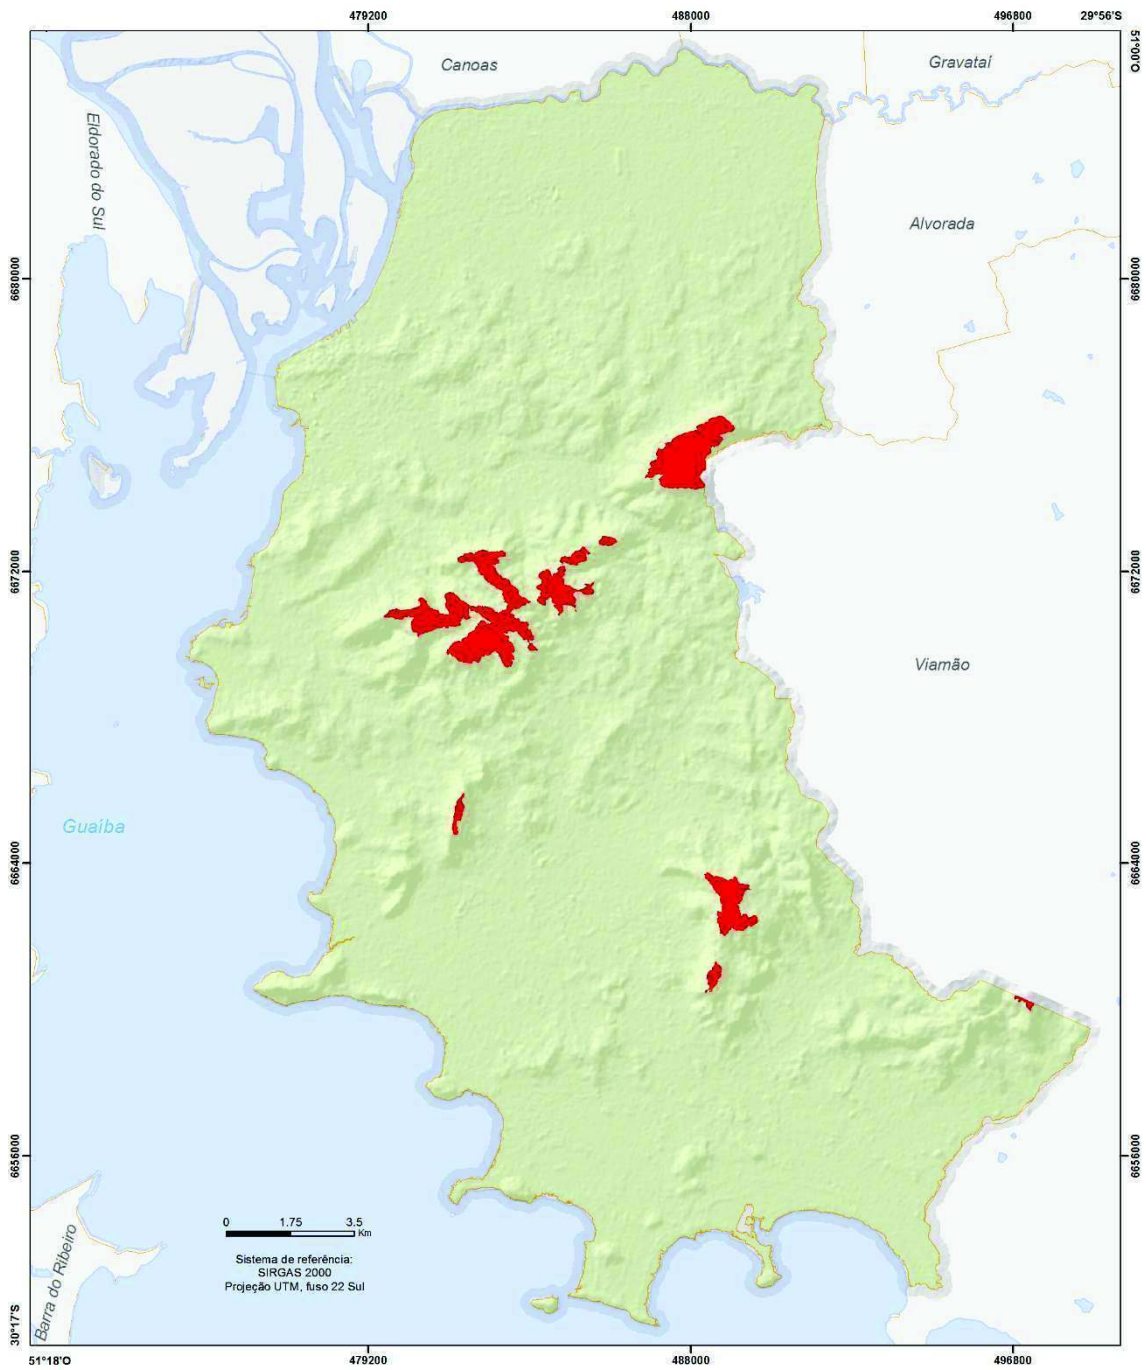 479200
488000
496800
29°56'S
51°00'O
Canoas
Gravataí
Eldorado do Sul
Alvorada
6680000
6680000
6672000
6672000
Viamão
Guaíba
6664000
6664000
6656000
6656000
0 1.75 3.5
Km
Sistema de referência:
SIRGAS 2000
Projeção UTM, fuso 22 Sul
Barra do Ribeiro
30°17'S
51°18'O
479200
488000
496800